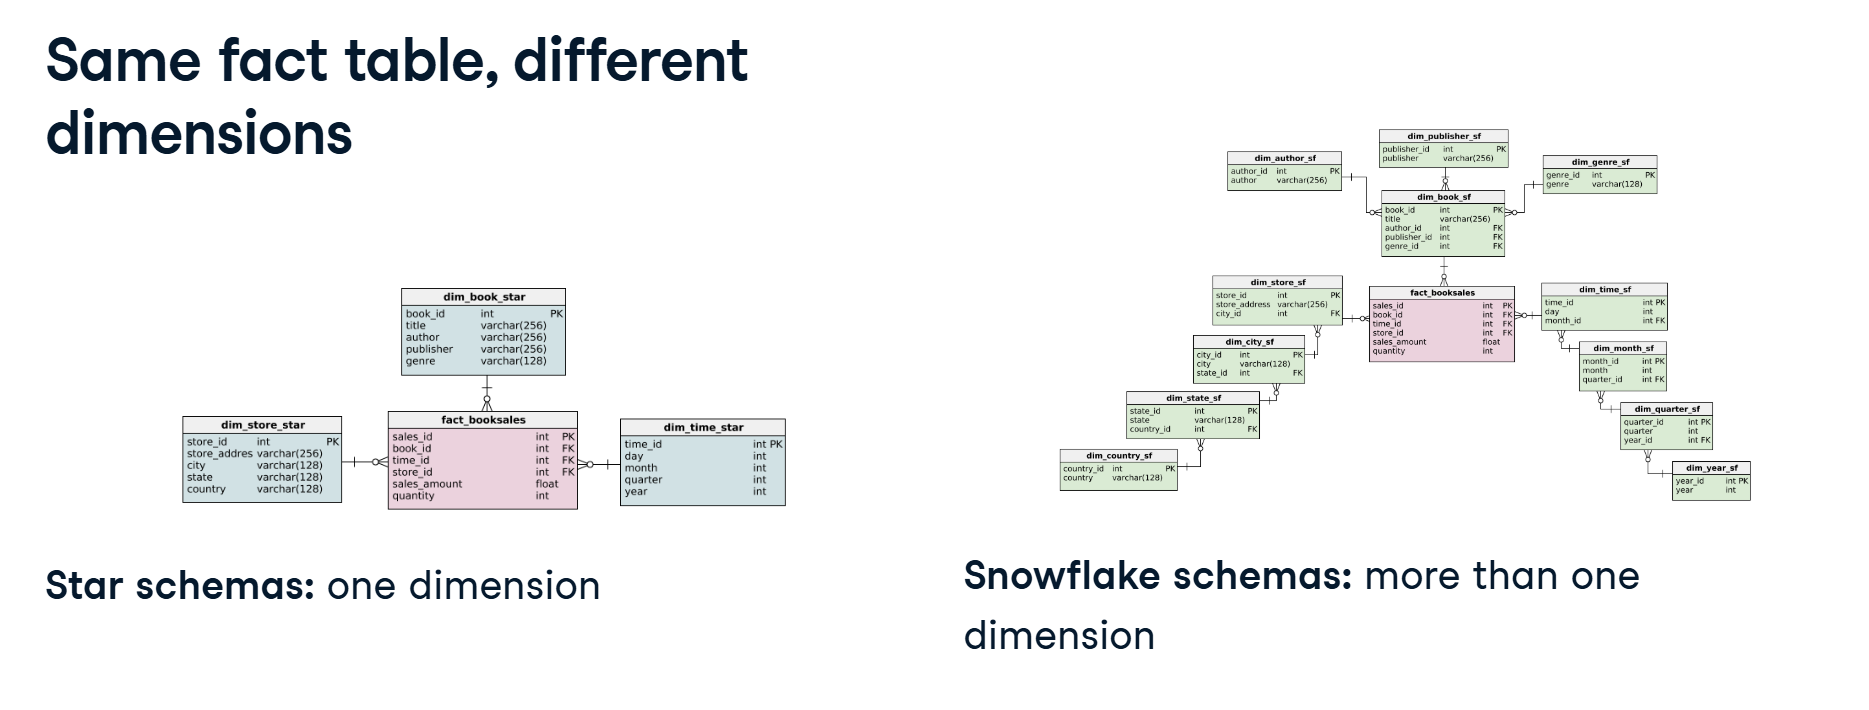 Same fact table, different
dimensions
dim_book_star
book_id int PK
title varchar(256)
author varchar(256)
publisher varchar(256)
genre varchar(128)
dim_store_star
store_id int PK
store_addres varchar(256)
city varchar(128)
state varchar(128)
country varchar(128)
fact_booksales
sales_id int PK
book_id int FK
time_id int FK
store_id int FK
sales_amount float
quantity int
dim_time_star
time_id int PK
day int
month int
quarter int
year int
Star schemas: one dimension
dim_publisher_sf
publisher_id int PK
publisher varchar(256)
dim_author_sf
author_id int PK
author varchar(256)
dim_genre_sf
genre_id int PK
genre varchar(128)
dim_book_sf
book_id int PK
title varchar(256)
author_id int FK
publisher_id int FK
genre_id int FK
dim_store_sf
store_id int PK
store_address varchar(256)
city_id int FK
fact_booksales
sales_id int PK
book_id int FK
time_id int FK
store_id int FK
sales_amount float
quantity int
dim_time_sf
time_id int PK
day int
month_id int FK
dim_city_sf
city_id int PK
city varchar(128)
state_id int FK
dim_month_sf
month_id int PK
month int
quarter_id int FK
dim_state_sf
state_id int PK
state varchar(128)
country_id int FK
dim_quarter_sf
quarter_id int PK
quarter int
year_id int FK
dim_country_sf
country_id int PK
country varchar(128)
dim_year_sf
year_id int PK
year int
Snowflake schemas: more than one
dimension